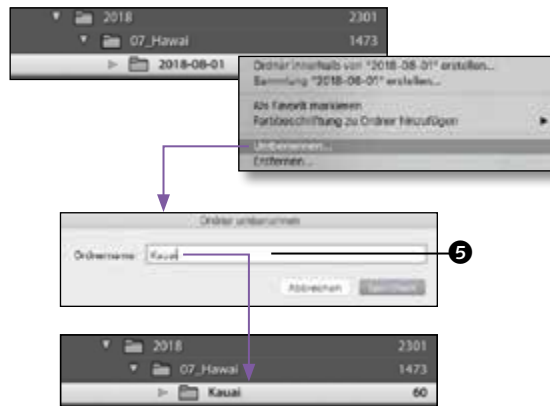 2018 2301
07_Hawai 1473
2018-08-01
Ordner innerhalb von "2018-08-01" erstellen...
Sammlung "2018-08-01" erstellen...
Als Favorit markieren
Farbbeschriftung zu Ordner hinzufügen
Umbenennen...
Entfernen...
Ordner umbenennen
Ordnername: Kauai
5
Abbrechen Speichern
2018 2301
07_Hawai 1473
Kauai 60